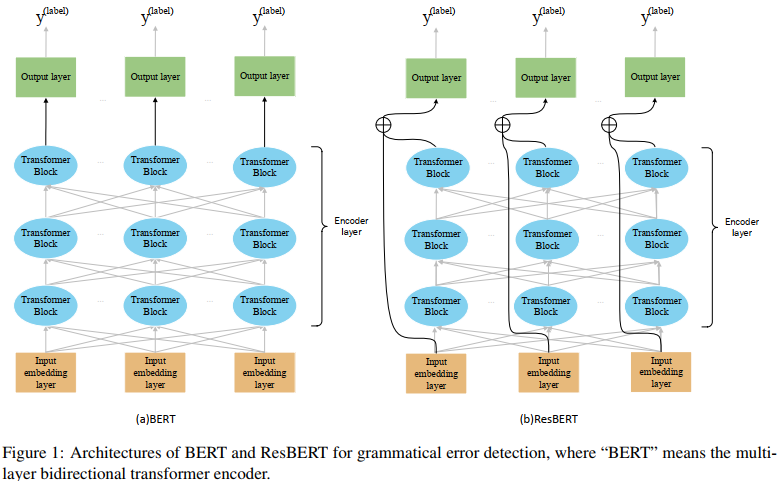 y(label) y(label) y(label) y(label) y(label) y(label)
Output layer Output layer Output layer Output layer Output layer Output layer
Transformer Transformer Transformer Transformer Transformer Transformer
Block Block Block Block Block Block
Transformer Transformer Transformer Encoder Transformer Transformer Transformer Encoder
Block Block Block layer Block Block Block layer
Transformer Transformer Transformer Transformer Transformer Transformer
Block Block Block Block Block Block
Input Input Input Input Input Input
embedding embedding embedding embedding embedding embedding
layer layer layer layer layer layer
(a)BERT (b)ResBERT
Figure 1: Architectures of BERT and ResBERT for grammatical error detection, where “BERT” means the multi-
layer bidirectional transformer encoder.